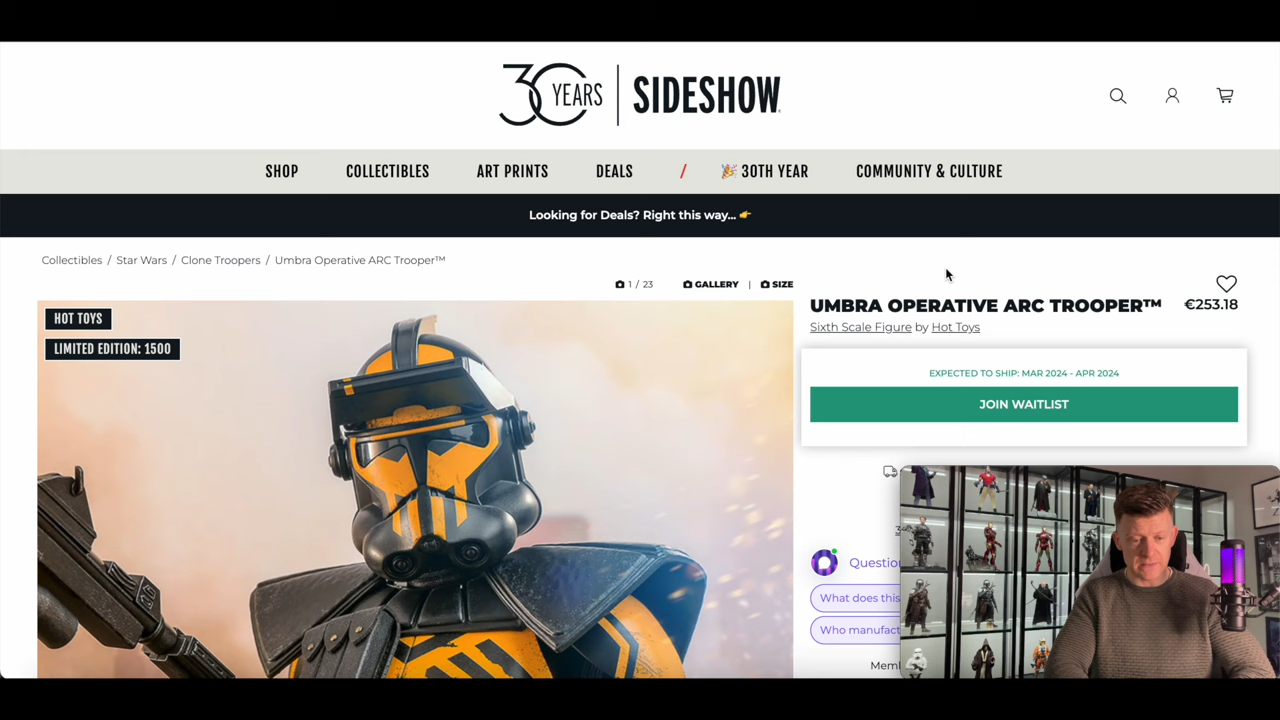 30 YEARS | SIDESHOW
SHOP COLLECTIBLES ART PRINTS DEALS / 🎉 30TH YEAR COMMUNITY & CULTURE
Looking for Deals? Right this way... 👉
Collectibles / Star Wars / Clone Troopers / Umbra Operative ARC Trooper™
1 / 23 GALLERY | SIZE
HOT TOYS
LIMITED EDITION: 1500
UMBRA OPERATIVE ARC TROOPER™ €253.18
Sixth Scale Figure by Hot Toys
EXPECTED TO SHIP: MAR 2024 - APR 2024
JOIN WAITLIST
What does this